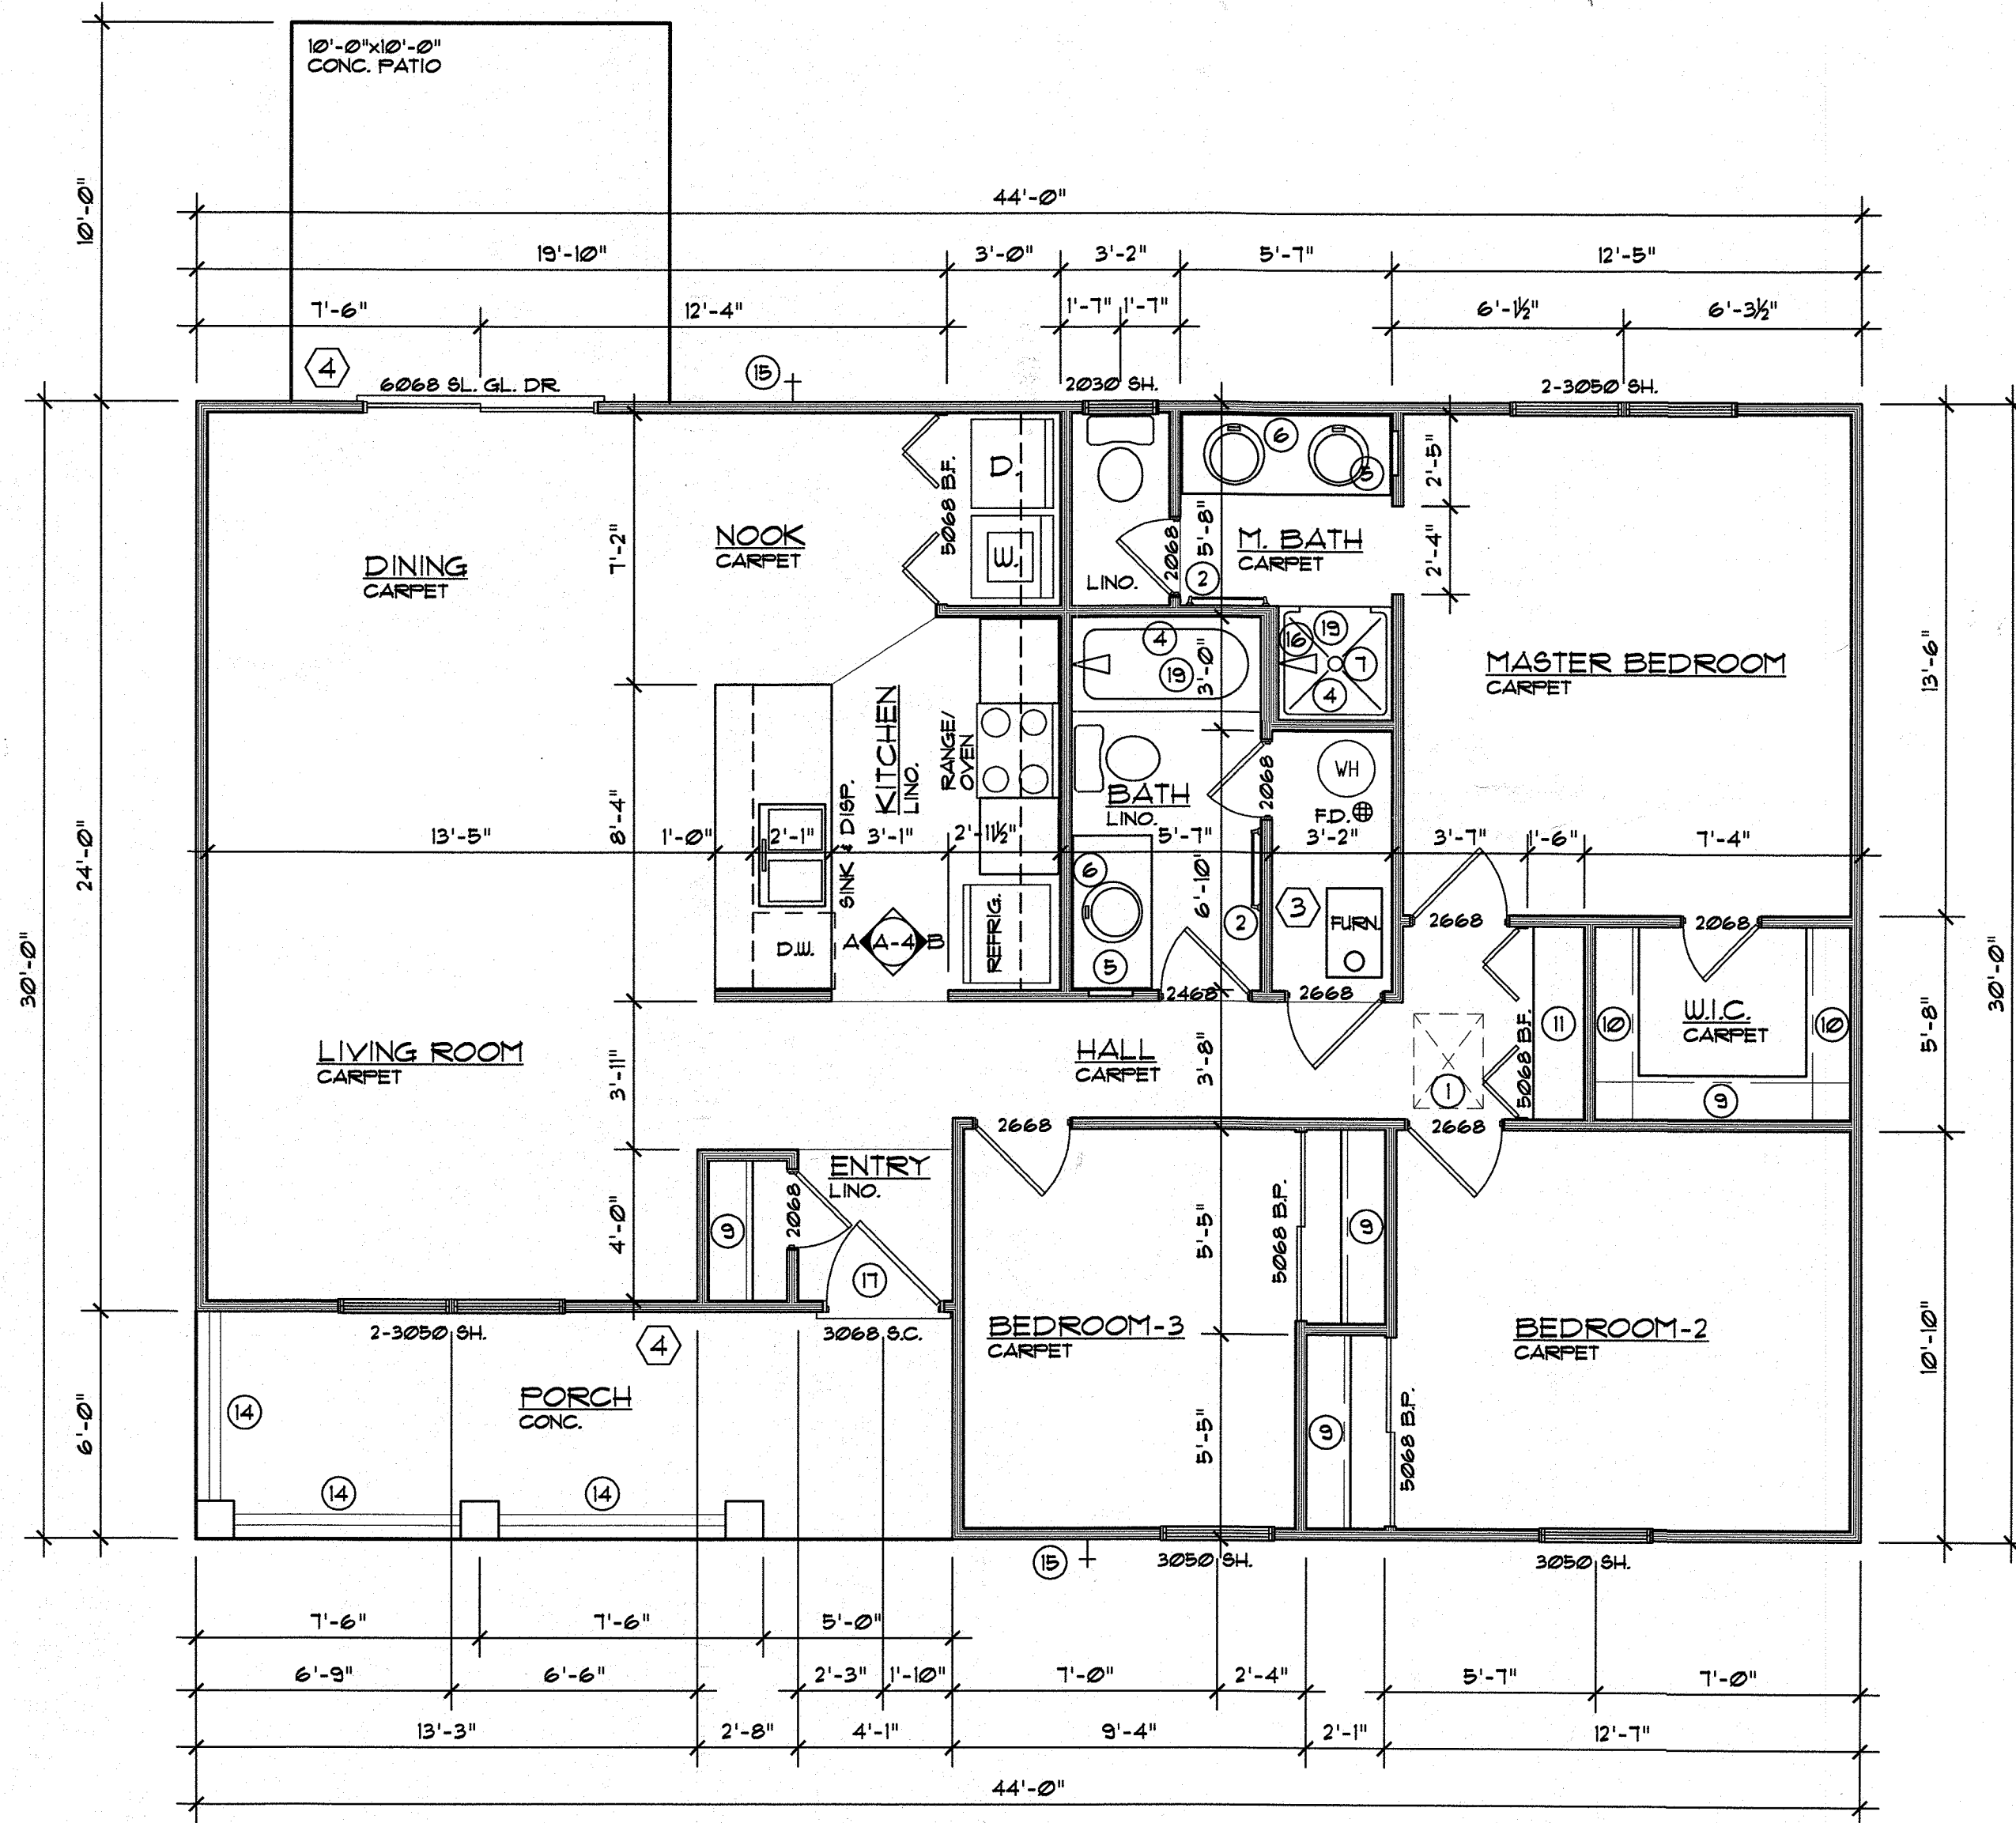 10'-0"x10'-0"
CONC. PATIO
10'-0"
44'-0"
19'-10"
3'-0"
3'-2"
5'-7"
12'-5"
7'-6"
12'-4"
1'-7"
1'-7"
6'-1½"
6'-3½"
4
6068 SL. GL. DR.
15
2030 SH.
2-3050 SH.
D.
5068 B.F.
W.
6
5
2'-5"
7'-2"
NOOK
CARPET
DINING
CARPET
LINO.
2068
5'-8"
2
M. BATH
CARPET
2'-4"
4
19
3'-0"
16
19
7
4
MASTER BEDROOM
CARPET
13'-6"
KITCHEN
LINO.
RANGE/
OVEN
BATH
LINO.
2068
WH
F.D.
24'-0"
30'-0"
13'-5"
8'-4"
1'-0"
2'-1"
3'-1"
2'-11½"
5'-7"
3'-2"
3'-7"
1'-6"
7'-4"
SINK & DISP.
6
6'-10"
2
3
FURN.
2668
2068
D.W.
A
A-4
B
REFRIG.
5
2468
2668
LIVING ROOM
CARPET
3'-11"
HALL
CARPET
3'-8"
1
5068 B.F.
11
10
W.I.C.
CARPET
10
9
5'-8"
30'-0"
2668
2668
ENTRY
LINO.
9
2068
4'-0"
17
5'-5"
5068 B.P.
9
2-3050 SH.
4
3068 S.C.
BEDROOM-3
CARPET
BEDROOM-2
CARPET
10'-10"
6'-0"
14
PORCH
CONC.
5'-5"
9
5068 B.P.
14
14
15
3050 SH.
3050 SH.
7'-6"
7'-6"
5'-0"
6'-9"
6'-6"
2'-3"
1'-10"
7'-0"
2'-4"
5'-7"
7'-0"
13'-3"
2'-8"
4'-1"
9'-4"
2'-1"
12'-7"
44'-0"